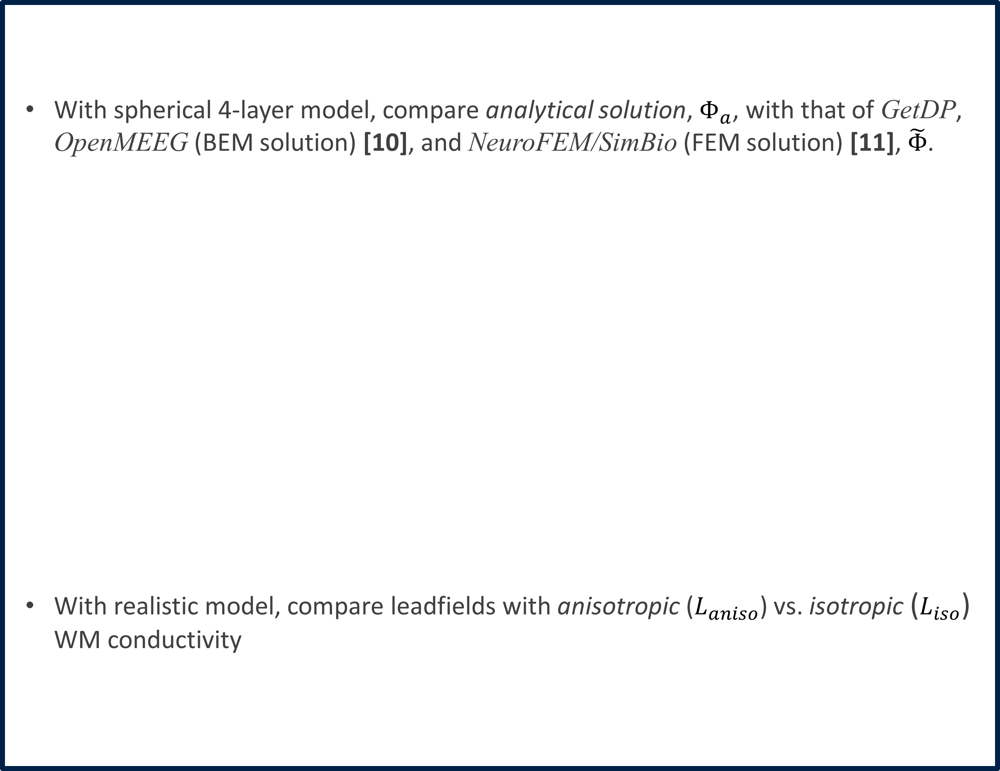 • With spherical 4-layer model, compare analytical solution, Φₐ, with that of GetDP,
OpenMEEG (BEM solution) [10], and NeuroFEM/SimBio (FEM solution) [11], Φ̃.
• With realistic model, compare leadfields with anisotropic (L_aniso) vs. isotropic (L_iso)
WM conductivity